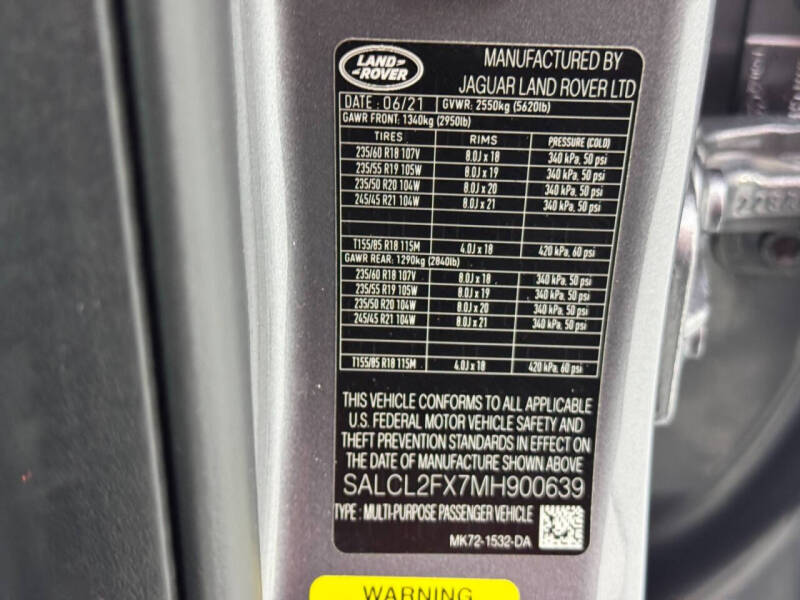 LAND ROVER
MANUFACTURED BY
JAGUAR LAND ROVER LTD
DATE : 06/21 GVWR: 2550kg (5620lb)
GAWR FRONT: 1340kg (2950lb)
TIRES RIMS PRESSURE (COLD)
235/60 R18 107V 8.0J x 18 340 kPa, 50 psi
235/55 R19 105W 8.0J x 19 340 kPa, 50 psi
235/50 R20 104W 8.0J x 20 340 kPa, 50 psi
245/45 R21 104W 8.0J x 21 340 kPa, 50 psi
T155/85 R18 115M 4.0J x 18 420 kPa, 60 psi
GAWR REAR: 1290kg (2840lb)
235/60 R18 107V 8.0J x 18 340 kPa, 50 psi
235/55 R19 105W 8.0J x 19 340 kPa, 50 psi
235/50 R20 104W 8.0J x 20 340 kPa, 50 psi
245/45 R21 104W 8.0J x 21 340 kPa, 50 psi
T155/85 R18 115M 4.0J x 18 420 kPa, 60 psi
THIS VEHICLE CONFORMS TO ALL APPLICABLE
U.S. FEDERAL MOTOR VEHICLE SAFETY AND
THEFT PREVENTION STANDARDS IN EFFECT ON
THE DATE OF MANUFACTURE SHOWN ABOVE
SALCL2FX7MH900639
TYPE : MULTI-PURPOSE PASSENGER VEHICLE
MK72-1532-DA
WARNING